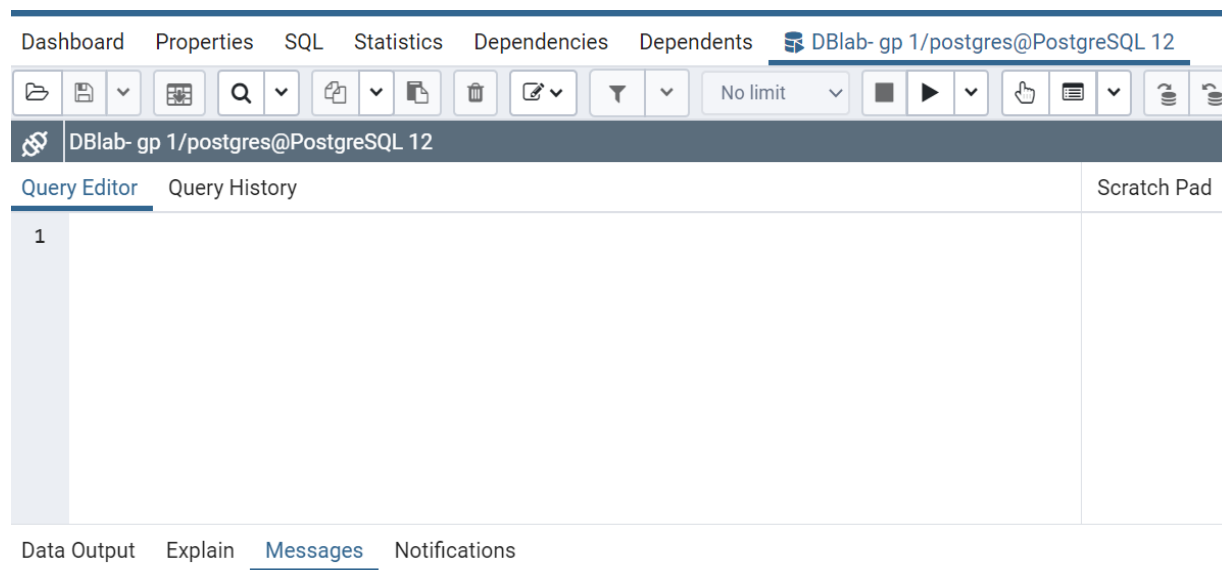 Dashboard Properties SQL Statistics Dependencies Dependents DBlab- gp 1/postgres@PostgreSQL 12
No limit
DBlab- gp 1/postgres@PostgreSQL 12
Query Editor Query History Scratch Pad
1
Data Output Explain Messages Notifications